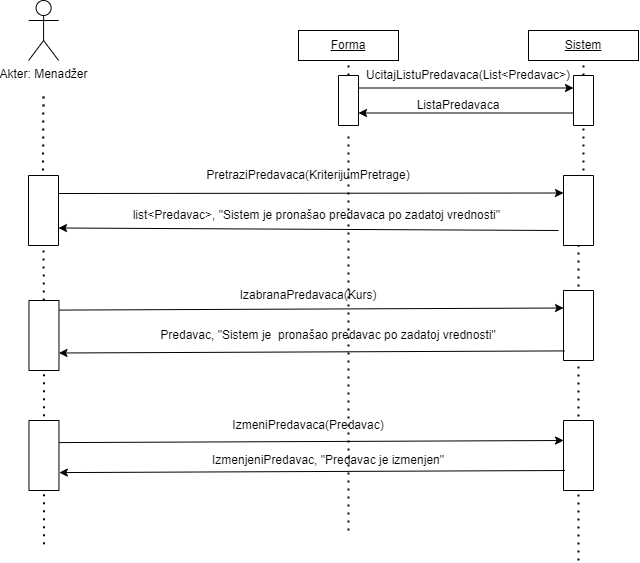 Forma
Sistem
Akter: Menadžer
UcitajListuPredavaca(List<Predavac>)
ListaPredavaca
PretraziPredavaca(KriterijumPretrage)
list<Predavac>, "Sistem je pronašao predavaca po zadatoj vrednosti"
IzabranaPredavaca(Kurs)
Predavac, "Sistem je pronašao predavac po zadatoj vrednosti"
IzmeniPredavaca(Predavac)
IzmenjeniPredavac, "Predavac je izmenjen"